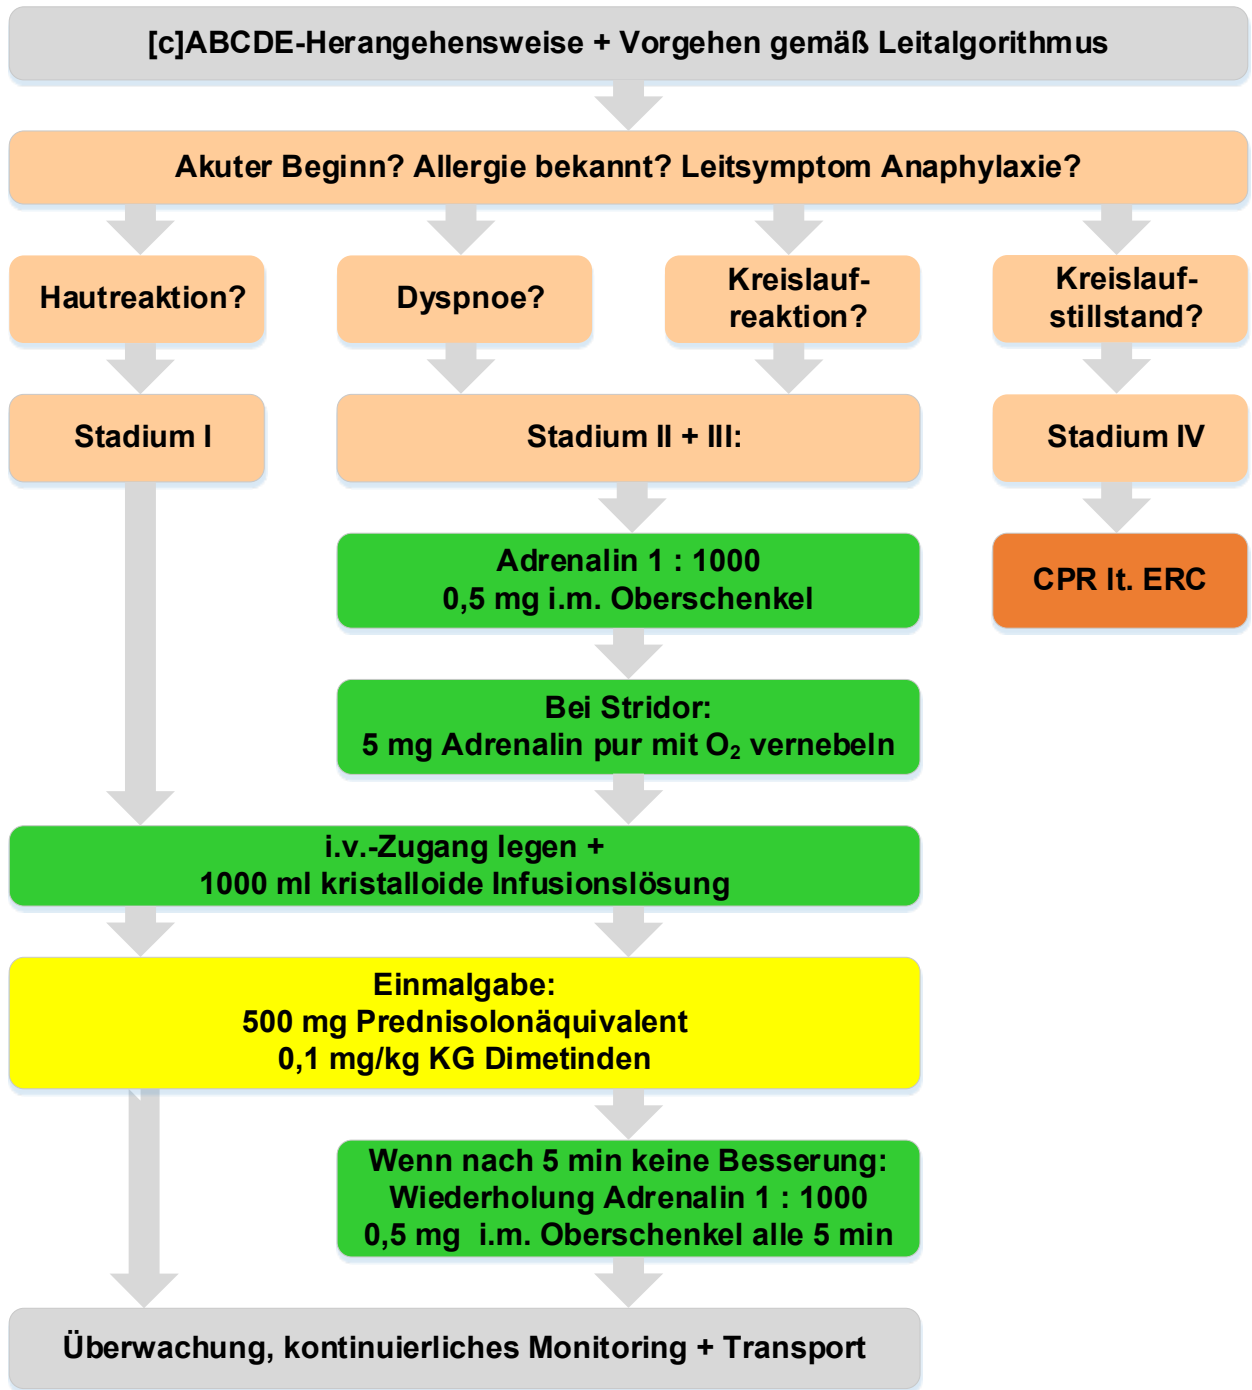 [c]ABCDE-Herangehensweise + Vorgehen gemäß Leitalgorithmus
Akuter Beginn? Allergie bekannt? Leitsymptom Anaphylaxie?
Hautreaktion?
Dyspnoe?
Kreislauf-
reaktion?
Kreislauf-
stillstand?
Stadium I
Stadium II + III:
Stadium IV
Adrenalin 1 : 1000
0,5 mg i.m. Oberschenkel
CPR lt. ERC
Bei Stridor:
5 mg Adrenalin pur mit O₂ vernebeln
i.v.-Zugang legen +
1000 ml kristalloide Infusionslösung
Einmalgabe:
500 mg Prednisolonäquivalent
0,1 mg/kg KG Dimetinden
Wenn nach 5 min keine Besserung:
Wiederholung Adrenalin 1 : 1000
0,5 mg i.m. Oberschenkel alle 5 min
Überwachung, kontinuierliches Monitoring + Transport